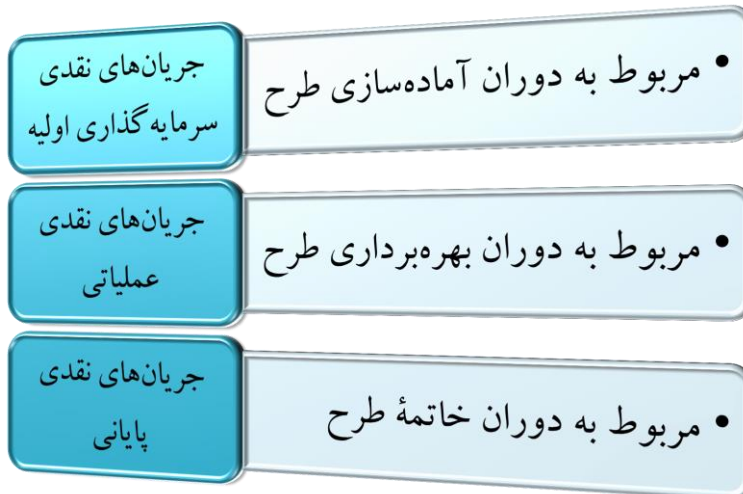 جریان‌های نقدی
سرمایه‌گذاری اولیه
• مربوط به دوران آماده‌سازی طرح
جریان‌های نقدی
عملیاتی
• مربوط به دوران بهره‌برداری طرح
جریان‌های نقدی
پایانی
• مربوط به دوران خاتمهٔ طرح